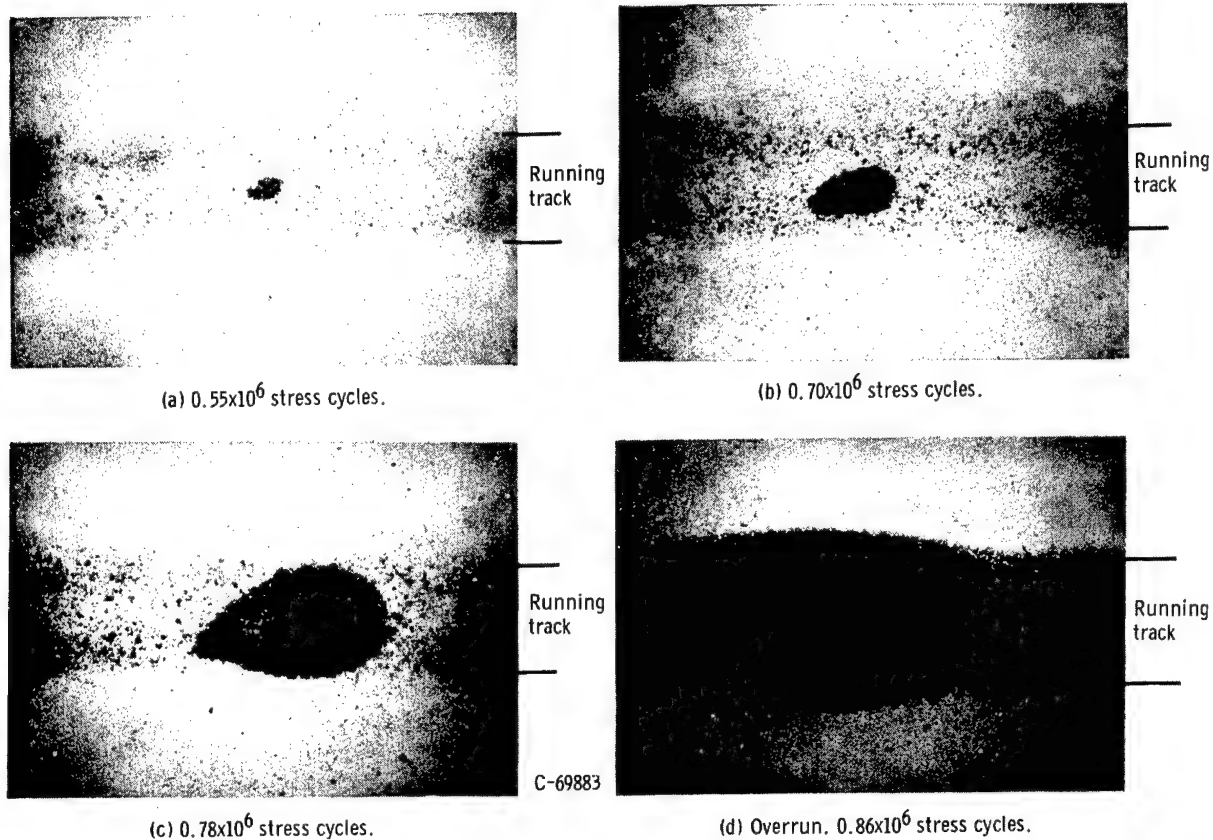 Running
track
Running
track
(a) 0.55x10⁶ stress cycles.
(b) 0.70x10⁶ stress cycles.
Running
track
Running
track
C-69883
(c) 0.78x10⁶ stress cycles.
(d) Overrun. 0.86x10⁶ stress cycles.